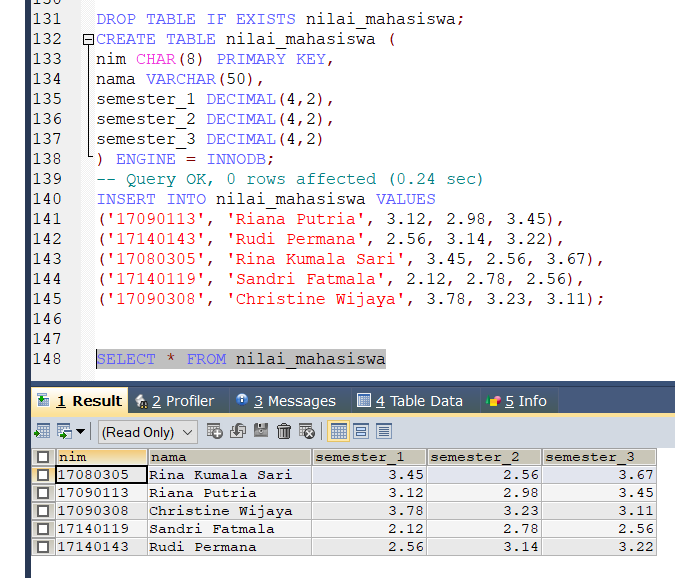 131 DROP TABLE IF EXISTS nilai_mahasiswa;
132 CREATE TABLE nilai_mahasiswa (
133 nim CHAR(8) PRIMARY KEY,
134 nama VARCHAR(50),
135 semester_1 DECIMAL(4,2),
136 semester_2 DECIMAL(4,2),
137 semester_3 DECIMAL(4,2)
138 ) ENGINE = INNODB;
139 -- Query OK, 0 rows affected (0.24 sec)
140 INSERT INTO nilai_mahasiswa VALUES
141 ('17090113', 'Riana Putria', 3.12, 2.98, 3.45),
142 ('17140143', 'Rudi Permana', 2.56, 3.14, 3.22),
143 ('17080305', 'Rina Kumala Sari', 3.45, 2.56, 3.67),
144 ('17140119', 'Sandri Fatmala', 2.12, 2.78, 2.56),
145 ('17090308', 'Christine Wijaya', 3.78, 3.23, 3.11);
146
147
148 SELECT * FROM nilai_mahasiswa
1 Result 2 Profiler 3 Messages 4 Table Data 5 Info
(Read Only)
nim nama semester_1 semester_2 semester_3
17080305 Rina Kumala Sari 3.45 2.56 3.67
17090113 Riana Putria 3.12 2.98 3.45
17090308 Christine Wijaya 3.78 3.23 3.11
17140119 Sandri Fatmala 2.12 2.78 2.56
17140143 Rudi Permana 2.56 3.14 3.22